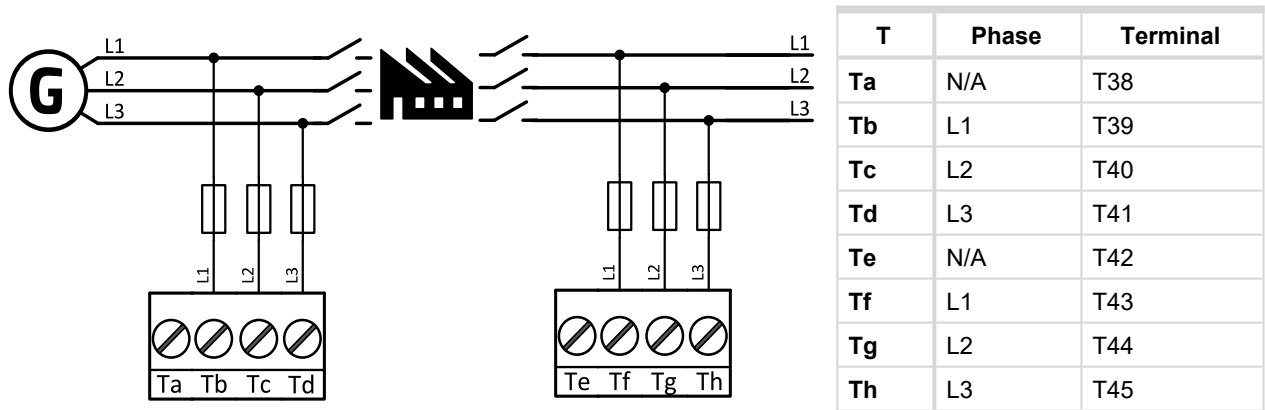 L1
L2
L3
G
L1
L2
L3
L1
L2
L3
Ta Tb Tc Td
L1
L2
L3
Te Tf Tg Th
T Phase Terminal
Ta N/A T38
Tb L1 T39
Tc L2 T40
Td L3 T41
Te N/A T42
Tf L1 T43
Tg L2 T44
Th L3 T45